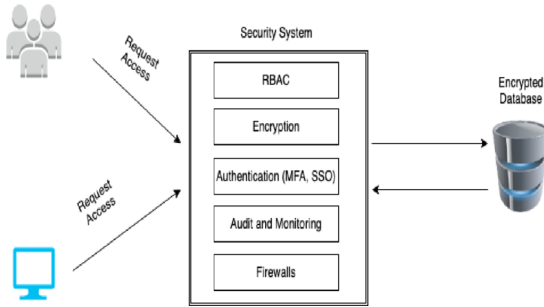 Request
Access
Security System
RBAC
Encryption
Authentication (MFA, SSO)
Audit and Monitoring
Firewalls
Request
Access
Encrypted
Database